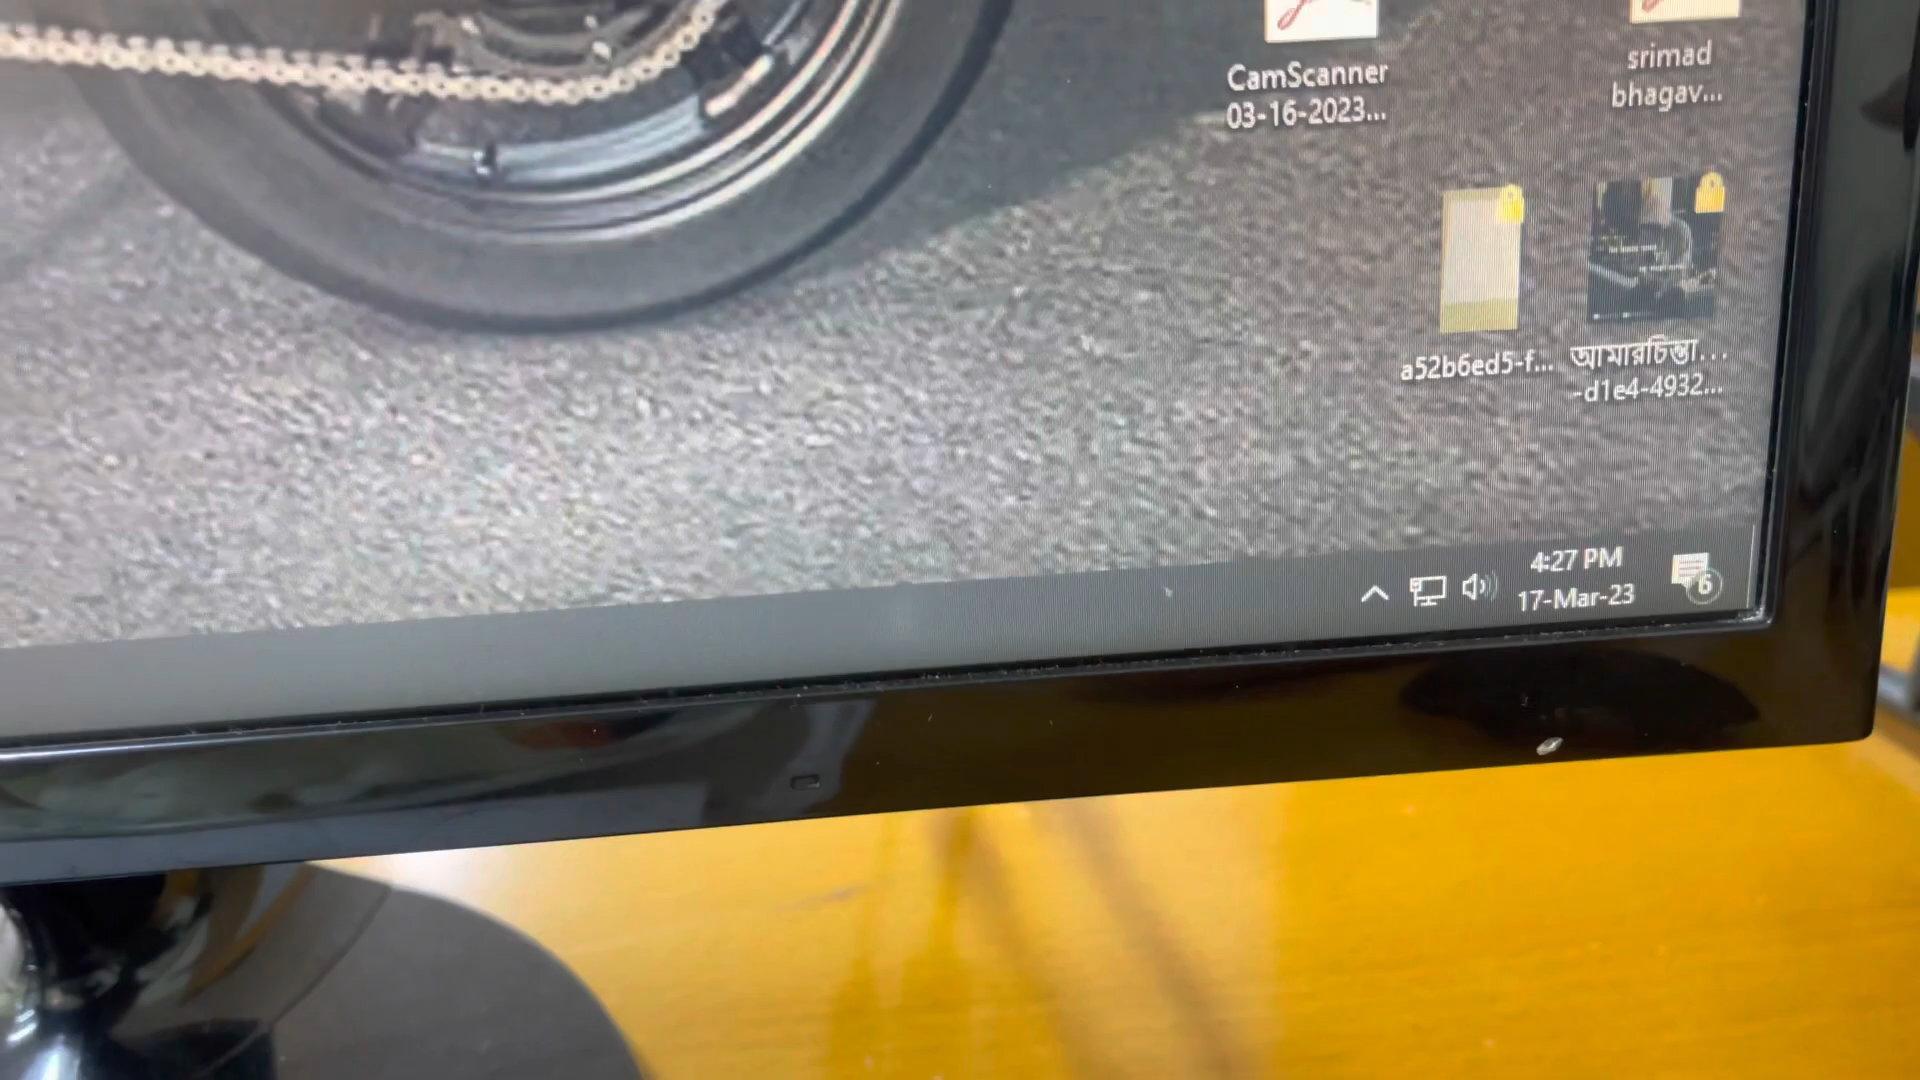 CamScanner
03-16-2023...
srimad
bhagav...
a52b6ed5-f...
আমারচিন্তা...
-d1e4-4932...
4:27 PM
17-Mar-23
6